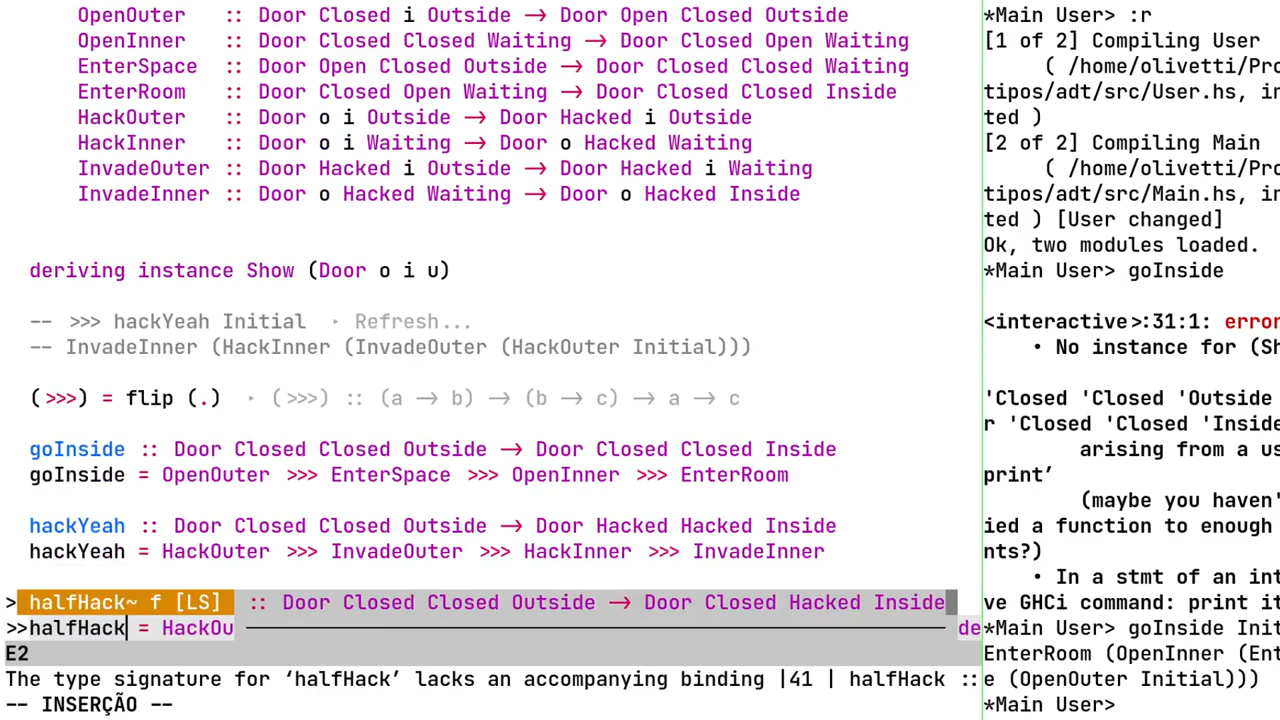 OpenOuter :: Door Closed i Outside -> Door Open Closed Outside
OpenInner :: Door Closed Closed Waiting -> Door Closed Open Waiting
EnterSpace :: Door Open Closed Outside -> Door Closed Closed Waiting
EnterRoom :: Door Closed Open Waiting -> Door Closed Closed Inside
HackOuter :: Door o i Outside -> Door Hacked i Outside
HackInner :: Door o i Waiting -> Door o Hacked Waiting
InvadeOuter :: Door Hacked i Outside -> Door Hacked i Waiting
InvadeInner :: Door o Hacked Waiting -> Door o Hacked Inside
deriving instance Show (Door o i u)
-- >>> hackYeah Initial ‣ Refresh...
-- InvadeInner (HackInner (InvadeOuter (HackOuter Initial)))
(>>>) = flip (.) ‣ (>>>) :: (a -> b) -> (b -> c) -> a -> c
goInside :: Door Closed Closed Outside -> Door Closed Closed Inside
goInside = OpenOuter >>> EnterSpace >>> OpenInner >>> EnterRoom
hackYeah :: Door Closed Closed Outside -> Door Hacked Hacked Inside
hackYeah = HackOuter >>> InvadeOuter >>> HackInner >>> InvadeInner
> halfHack~ f [LS] :: Door Closed Closed Outside -> Door Closed Hacked Inside
>>halfHack = HackOu de
E2
The type signature for ‘halfHack’ lacks an accompanying binding |41 | halfHack ::
-- INSERÇÃO --
*Main User> :r
[1 of 2] Compiling User
( /home/olivetti/Pro
tipos/adt/src/User.hs, in
ted )
[2 of 2] Compiling Main
( /home/olivetti/Pro
tipos/adt/src/Main.hs, in
ted ) [User changed]
Ok, two modules loaded.
*Main User> goInside
<interactive>:31:1: error
• No instance for (Sh
'Closed 'Closed 'Outside
r 'Closed 'Closed 'Inside
arising from a us
print’
(maybe you haven'
ied a function to enough
nts?)
• In a stmt of an int
ve GHCi command: print it
*Main User> goInside Init
EnterRoom (OpenInner (Ent
e (OpenOuter Initial)))
*Main User>